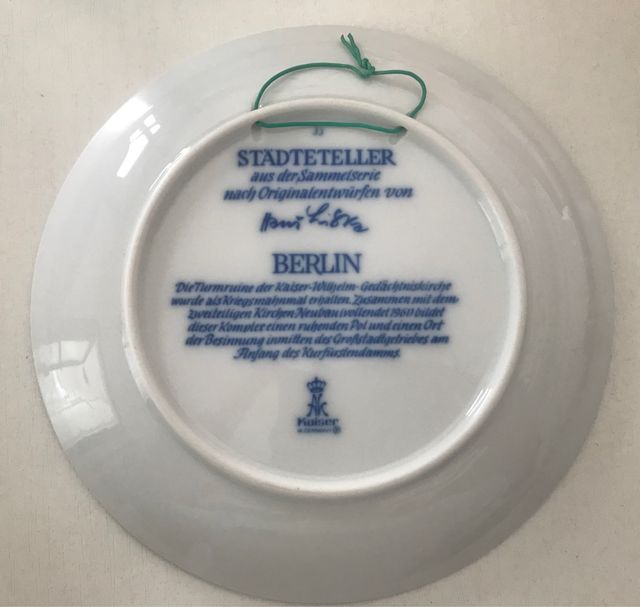 STÄDTETELLER
aus der Sammelserie
nach Originalentwürfen von
BERLIN
Die Turmruine der Kaiser-Wilhelm-Gedächtniskirche
wurde als Kriegsmahnmal erhalten. Zusammen mit dem
zweiteiligen Kirchen-Neubau (vollendet 1961) bildet
dieser Komplex einen ruhenden Pol und einen Ort
der Besinnung inmitten des Großstadtgetriebes am
Anfang des Kurfürstendamms.
Kaiser
W. GERMANY